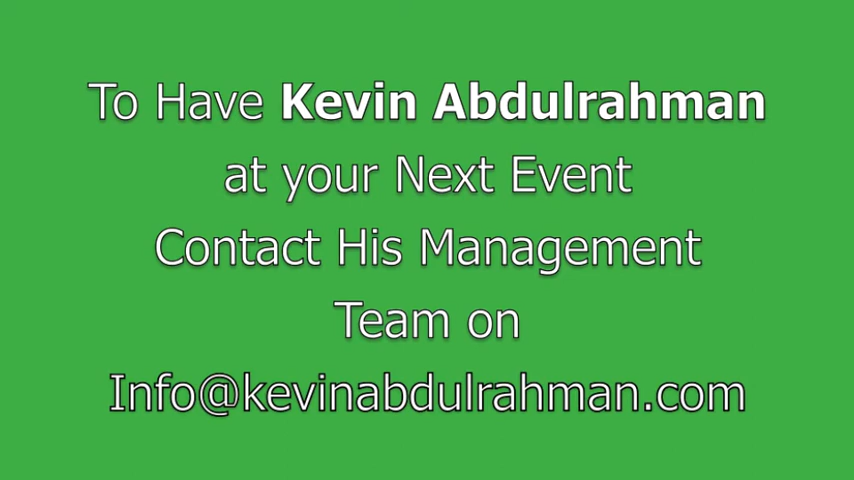 To Have Kevin Abdulrahman
at your Next Event
Contact His Management
Team on
Info@kevinabdulrahman.com